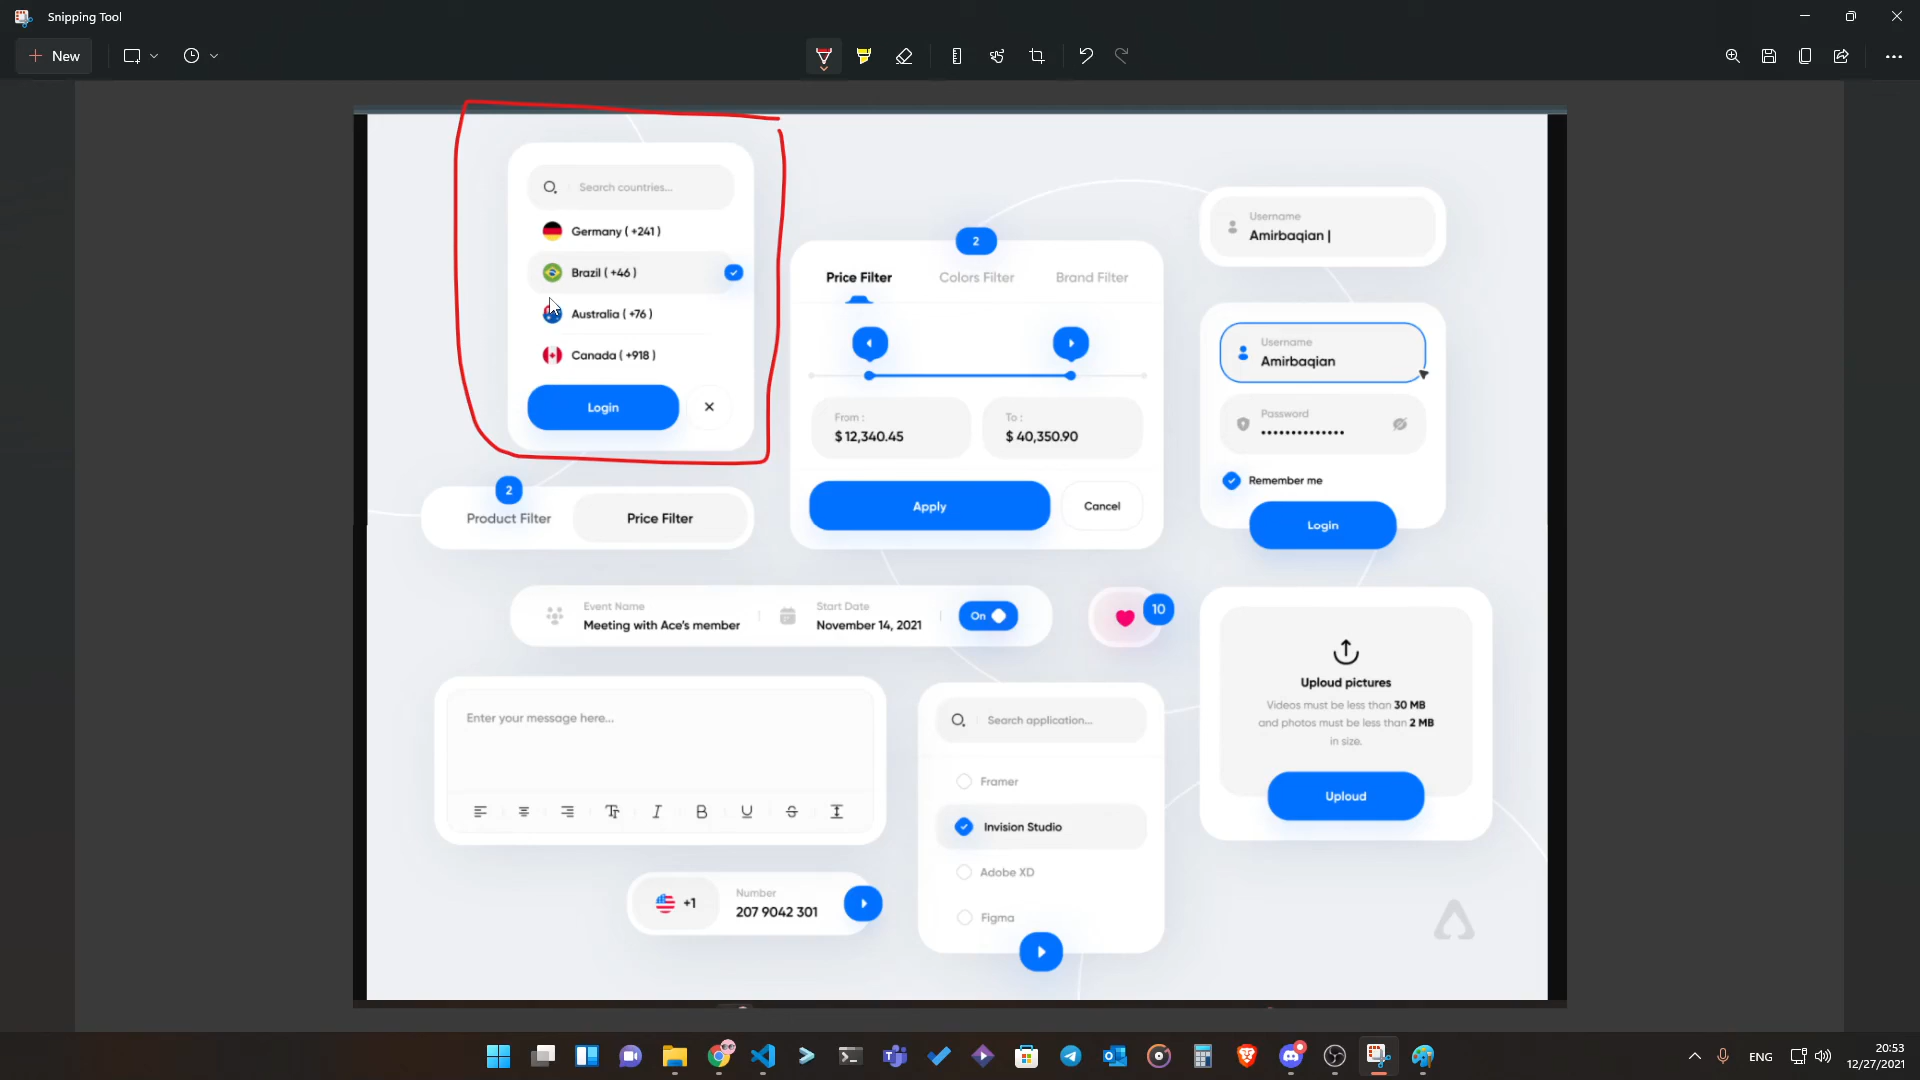 Snipping Tool
New
Search countries...
Germany ( +241 )
Brazil ( +46 )
Australia ( +76 )
Canada ( +918 )
Login
2
Product Filter
Price Filter
2
Price Filter
Colors Filter
Brand Filter
From :
$ 12,340.45
To :
$ 40,350.90
Apply
Cancel
Username
Amirbaqian |
Username
Amirbaqian
Password
Remember me
Login
Event Name
Meeting with Ace's member
Start Date
November 14, 2021
On
10
Enter your message here...
+1
Number
207 9042 301
Search application...
Framer
Invision Studio
Adobe XD
Figma
Upload pictures
Videos must be less than 30 MB
and photos must be less than 2 MB
in size.
Uploud
ENG
20:53
12/27/2021